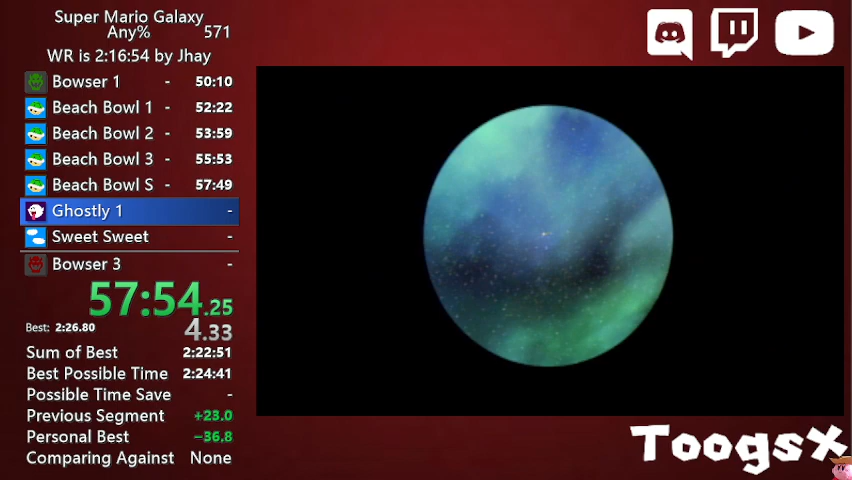 Super Mario Galaxy
Any% 571
WR is 2:16:54 by Jhay
Bowser 1 - 50:10
Beach Bowl 1 - 52:22
Beach Bowl 2 - 53:59
Beach Bowl 3 - 55:53
Beach Bowl S - 57:49
Ghostly 1 -
Sweet Sweet -
Bowser 3 -
57:54.25
Best: 2:26.80 4.33
Sum of Best 2:22:51
Best Possible Time 2:24:41
Possible Time Save -
Previous Segment +23.0
Personal Best −36.8
Comparing Against None
ToogsX